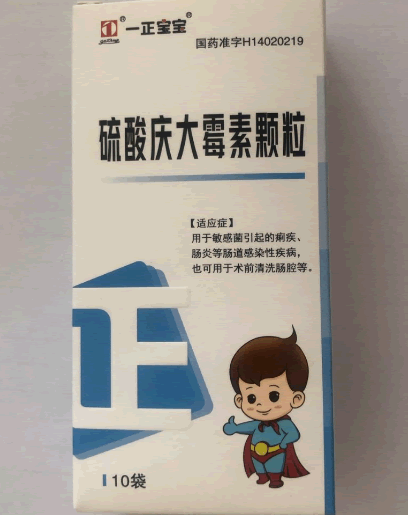 一正宝宝®
国药准字H14020219
硫酸庆大霉素颗粒
【适应症】
用于敏感菌引起的痢疾、
肠炎等肠道感染性疾病，
也可用于术前清洗肠腔等。
正
10袋